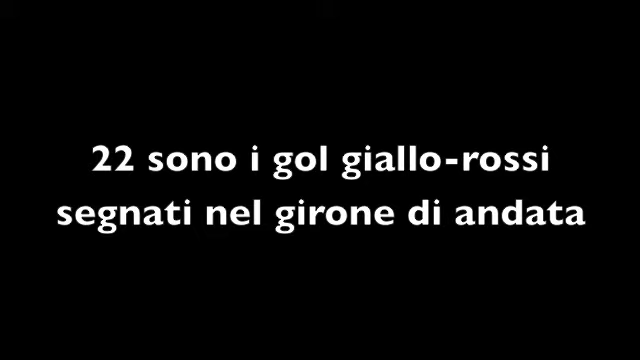 22 sono i gol giallo-rossi
segnati nel girone di andata